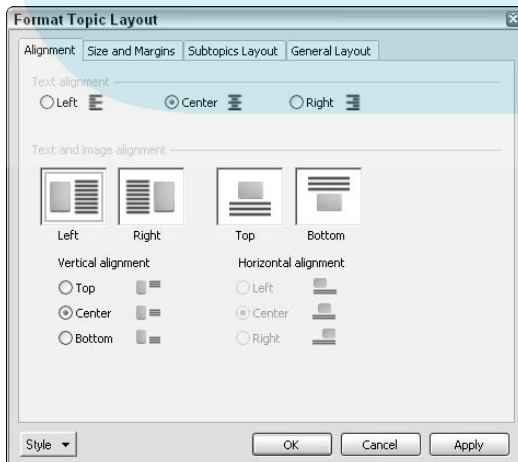 Format Topic Layout
Alignment Size and Margins Subtopics Layout General Layout
Text alignment
Left Center Right
Text and image alignment
Left Right Top Bottom
Vertical alignment Horizontal alignment
Top Left
Center Center
Bottom Right
Style OK Cancel Apply